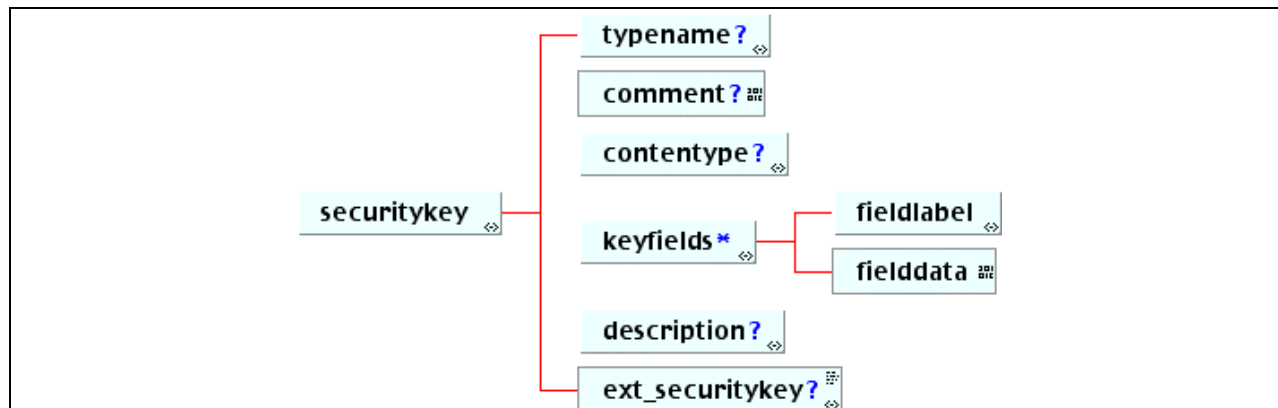 typename?
comment?
contentype?
securitykey
keyfields*
fieldlabel
fielddata
description?
ext_securitykey?